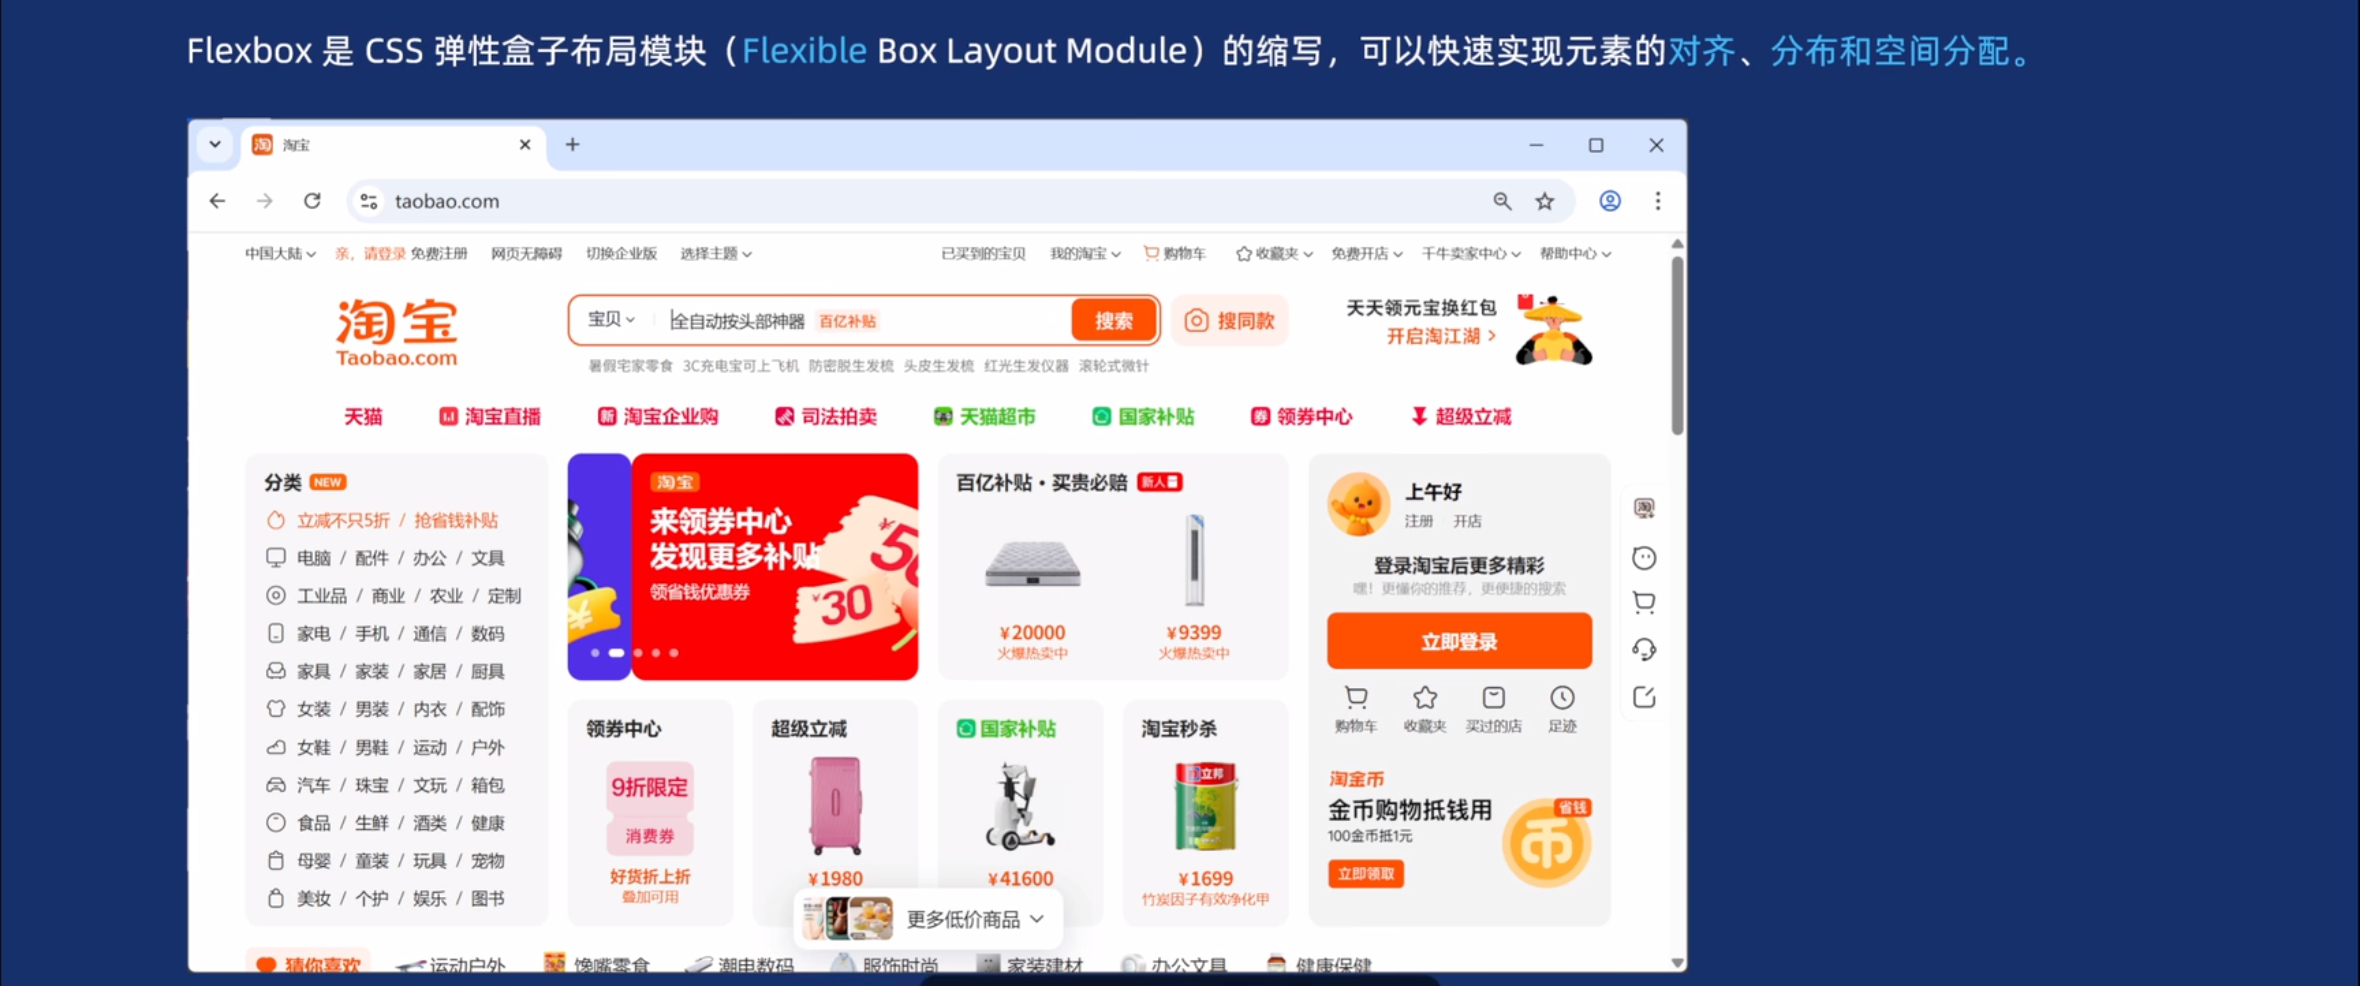 Flexbox 是 CSS 弹性盒子布局模块（Flexible Box Layout Module）的缩写，可以快速实现元素的对齐、分布和空间分配。
淘 淘宝
taobao.com
中国大陆 亲，请登录 免费注册 网页无障碍 切换企业版 选择主题 已买到的宝贝 我的淘宝 购物车 收藏夹 免费开店 千牛卖家中心 帮助中心
淘宝
Taobao.com
宝贝 全自动按头部神器 百亿补贴 搜索 搜同款
暑假宅家零食 3C充电宝可上飞机 防密脱生发梳 头皮生发梳 红光生发仪器 滚轮式微针
天天领元宝换红包
开启淘江湖 >
天猫 淘宝直播 新 淘宝企业购 司法拍卖 天猫超市 国家补贴 券 领券中心 超级立减
分类 NEW
立减不只5折 / 抢省钱补贴
电脑 / 配件 / 办公 / 文具
工业品 / 商业 / 农业 / 定制
家电 / 手机 / 通信 / 数码
家具 / 家装 / 家居 / 厨具
女装 / 男装 / 内衣 / 配饰
女鞋 / 男鞋 / 运动 / 户外
汽车 / 珠宝 / 文玩 / 箱包
食品 / 生鲜 / 酒类 / 健康
母婴 / 童装 / 玩具 / 宠物
美妆 / 个护 / 娱乐 / 图书
淘宝
来领券中心
发现更多补贴
领省钱优惠券
¥30
¥5
百亿补贴·买贵必赔 新人
¥20000 ¥9399
火爆热卖中 火爆热卖中
领券中心
9折限定
消费券
好货折上折
叠加可用
超级立减
¥1980
国家补贴
¥41600
淘宝秒杀
立邦
¥1699
竹炭因子有效净化甲
更多低价商品
上午好
注册 开店
登录淘宝后更多精彩
嘿！更懂你的推荐，更便捷的搜索
立即登录
购物车 收藏夹 买过的店 足迹
淘金币
金币购物抵钱用
100金币抵1元
立即领取
省钱
币
淘
猜你喜欢 运动户外 馋嘴零食 潮电数码 服饰时尚 家装建材 办公文具 健康保健